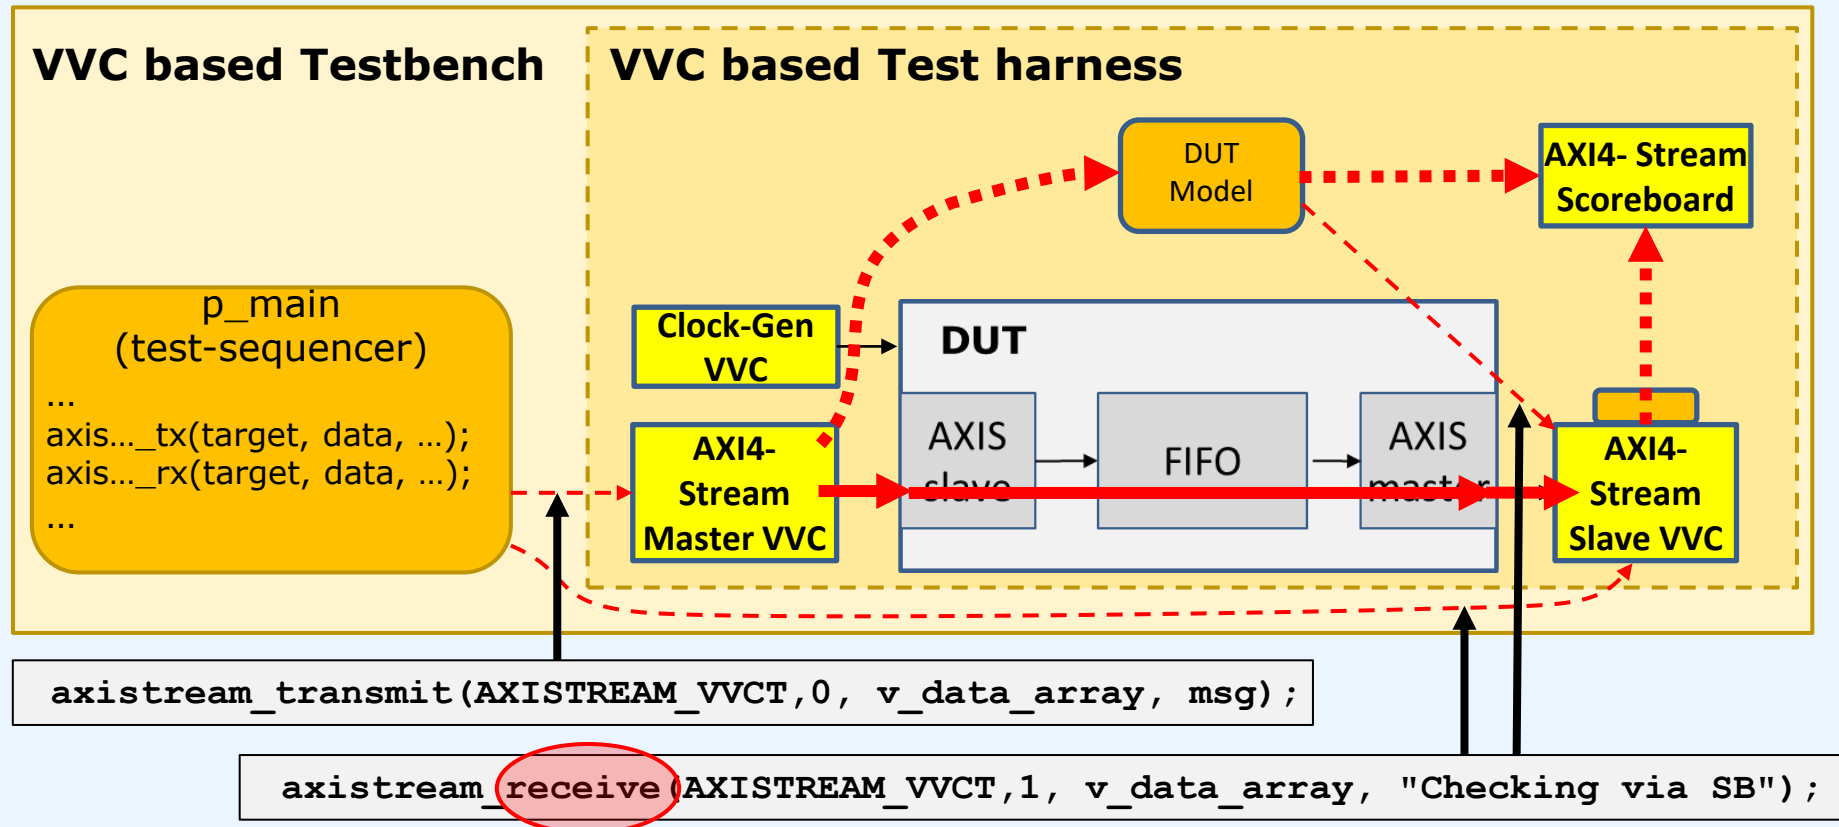 VVC based Testbench
VVC based Test harness
DUT
Model
AXI4- Stream
Scoreboard
p_main
(test-sequencer)
...
axis..._tx(target, data, ...);
axis..._rx(target, data, ...);
...
Clock-Gen
VVC
DUT
AXI4-
Stream
Master VVC
AXIS
slave
FIFO
AXIS
master
AXI4-
Stream
Slave VVC
axistream_transmit(AXISTREAM_VVCT,0, v_data_array, msg);
axistream_receive(AXISTREAM_VVCT,1, v_data_array, "Checking via SB");